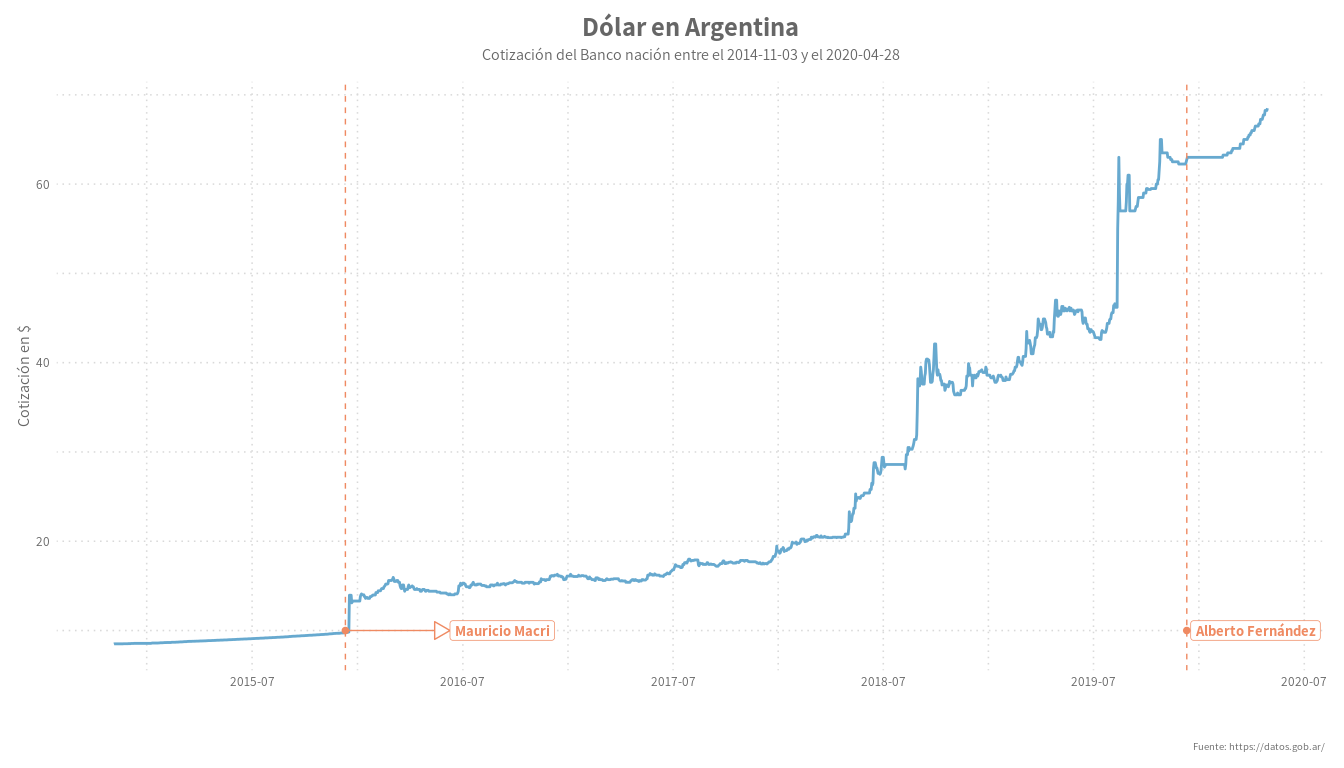 Dólar en Argentina
Cotización del Banco nación entre el 2014-11-03 y el 2020-04-28
Cotización en $
60
40
20
Mauricio Macri
Alberto Fernández
2015-07
2016-07
2017-07
2018-07
2019-07
2020-07
Fuente: https://datos.gob.ar/